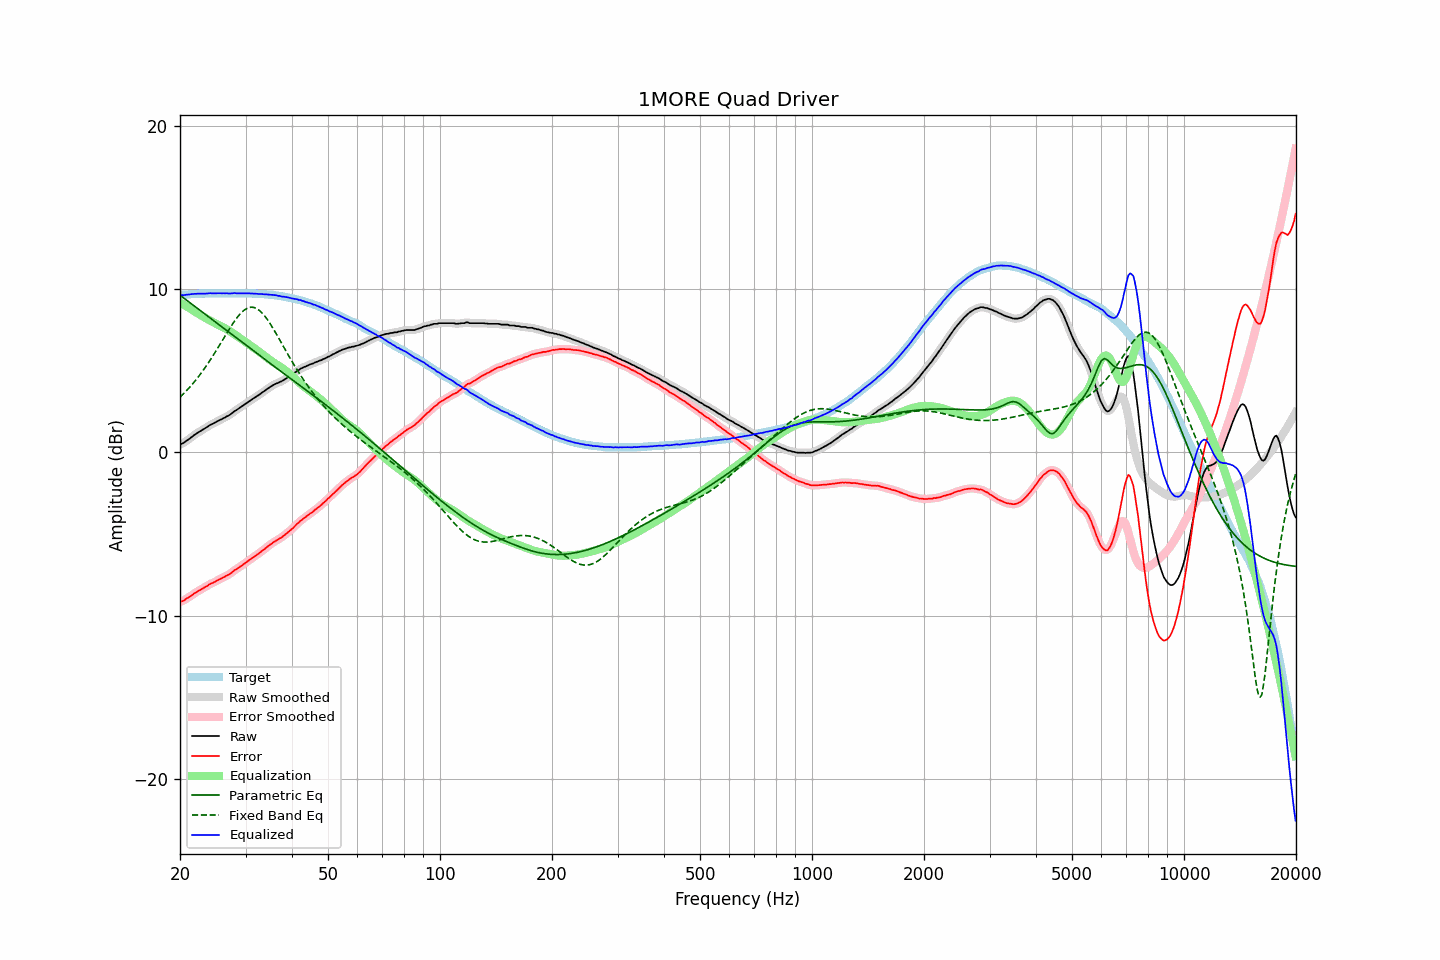 1MORE Quad Driver
Amplitude (dBr)
20
10
0
−10
−20
Target
Raw Smoothed
Error Smoothed
Raw
Error
Equalization
Parametric Eq
Fixed Band Eq
Equalized
20 50 100 200 500 1000 2000 5000 10000 20000
Frequency (Hz)